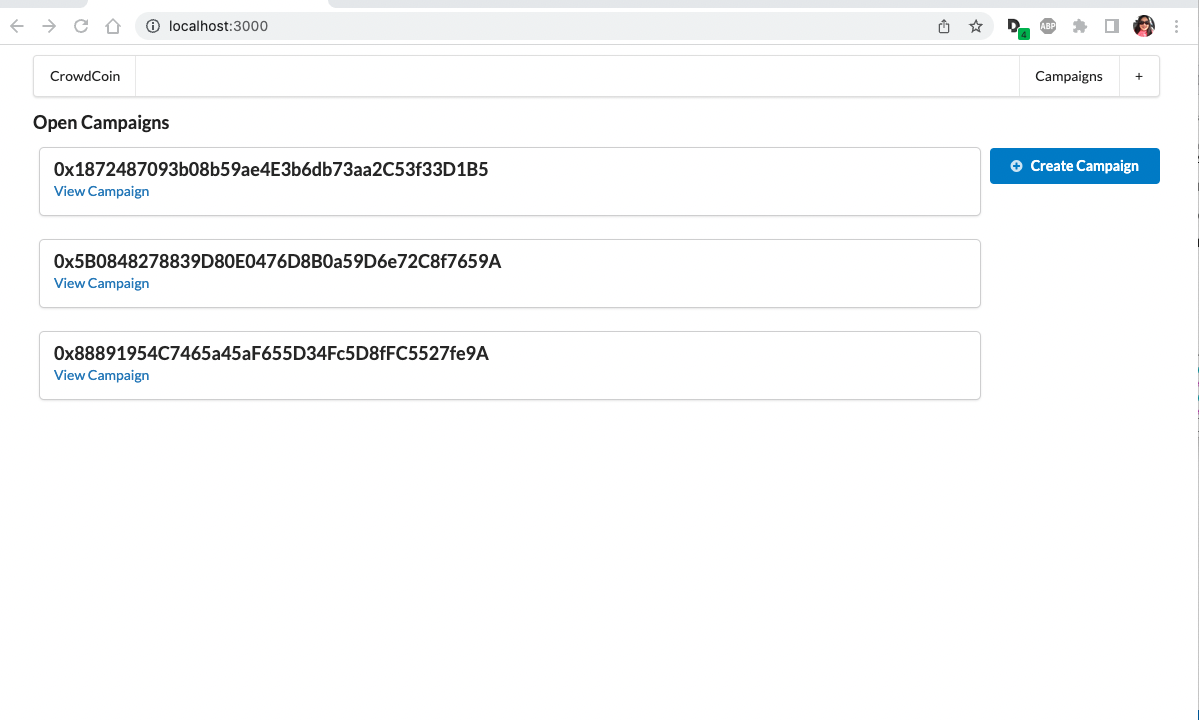 localhost:3000
4
ABP
CrowdCoin
Campaigns
+
Open Campaigns
0x1872487093b08b59ae4E3b6db73aa2C53f33D1B5
View Campaign
Create Campaign
0x5B0848278839D80E0476D8B0a59D6e72C8f7659A
View Campaign
0x88891954C7465a45aF655D34Fc5D8fFC5527fe9A
View Campaign